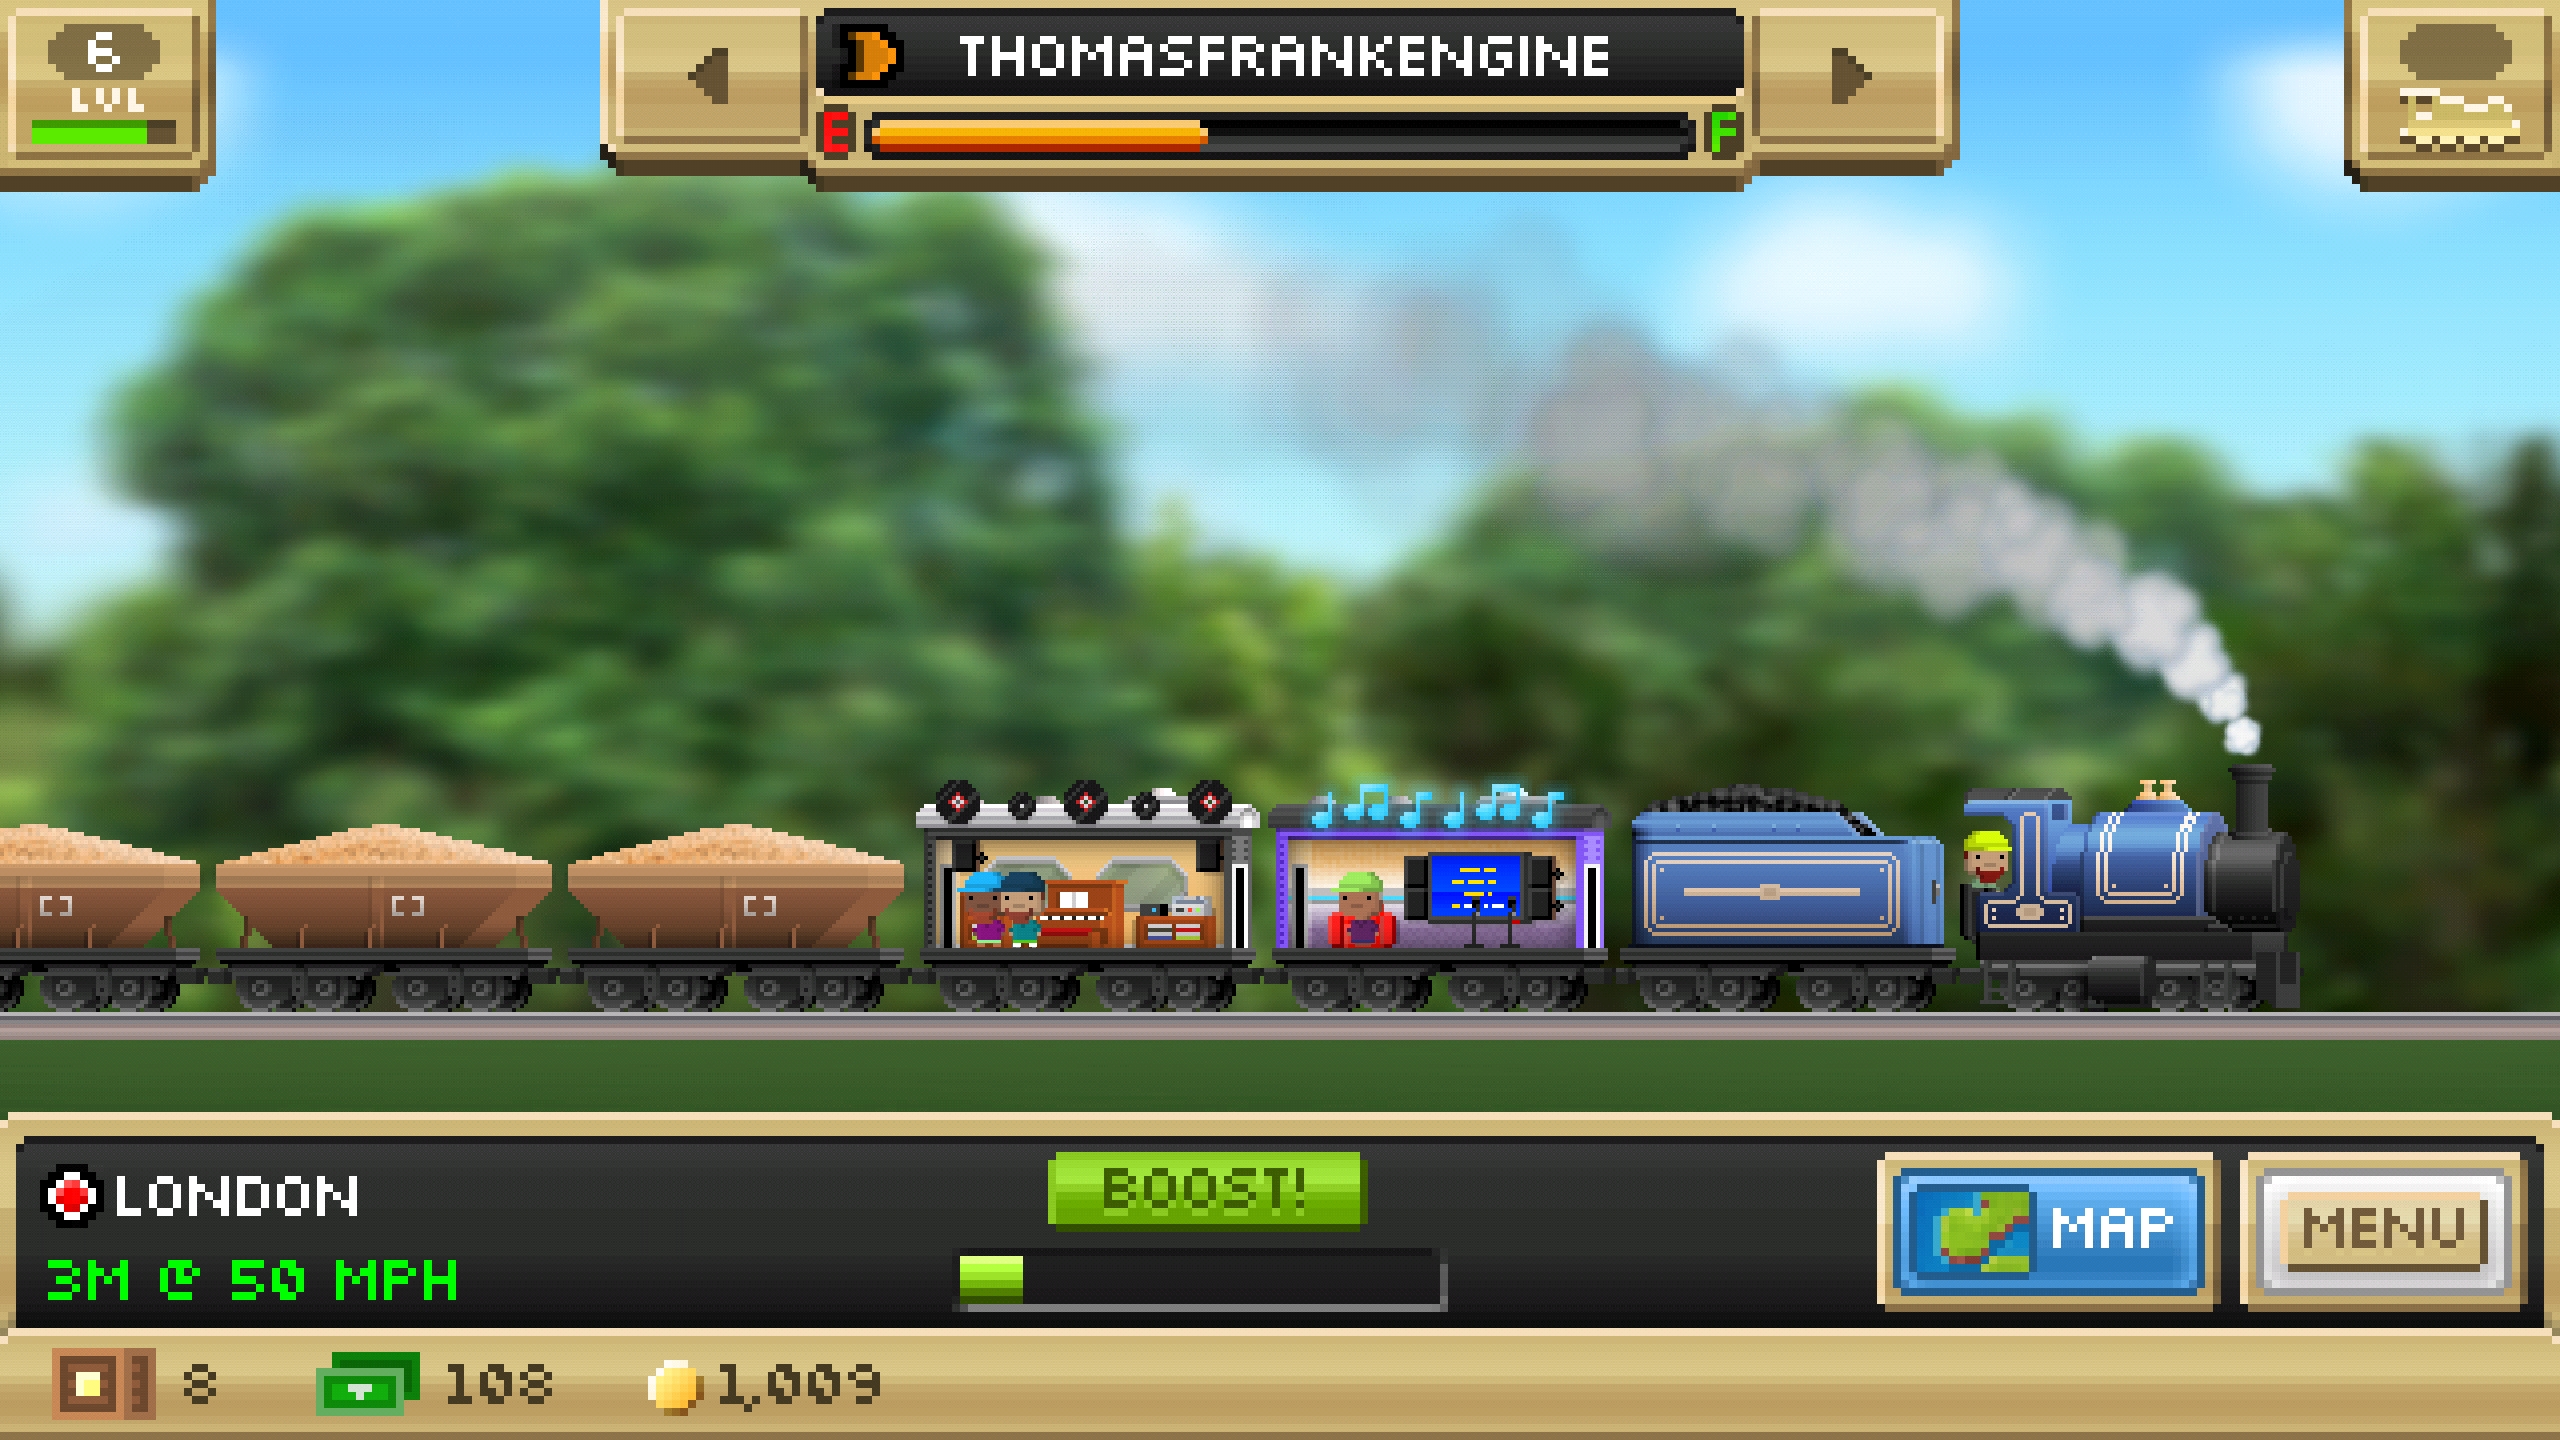 6
LVL
THOMASFRANKENGINE
E F
LONDON
3M @ 50 MPH
BOOST!
MAP
MENU
8 108 1,009